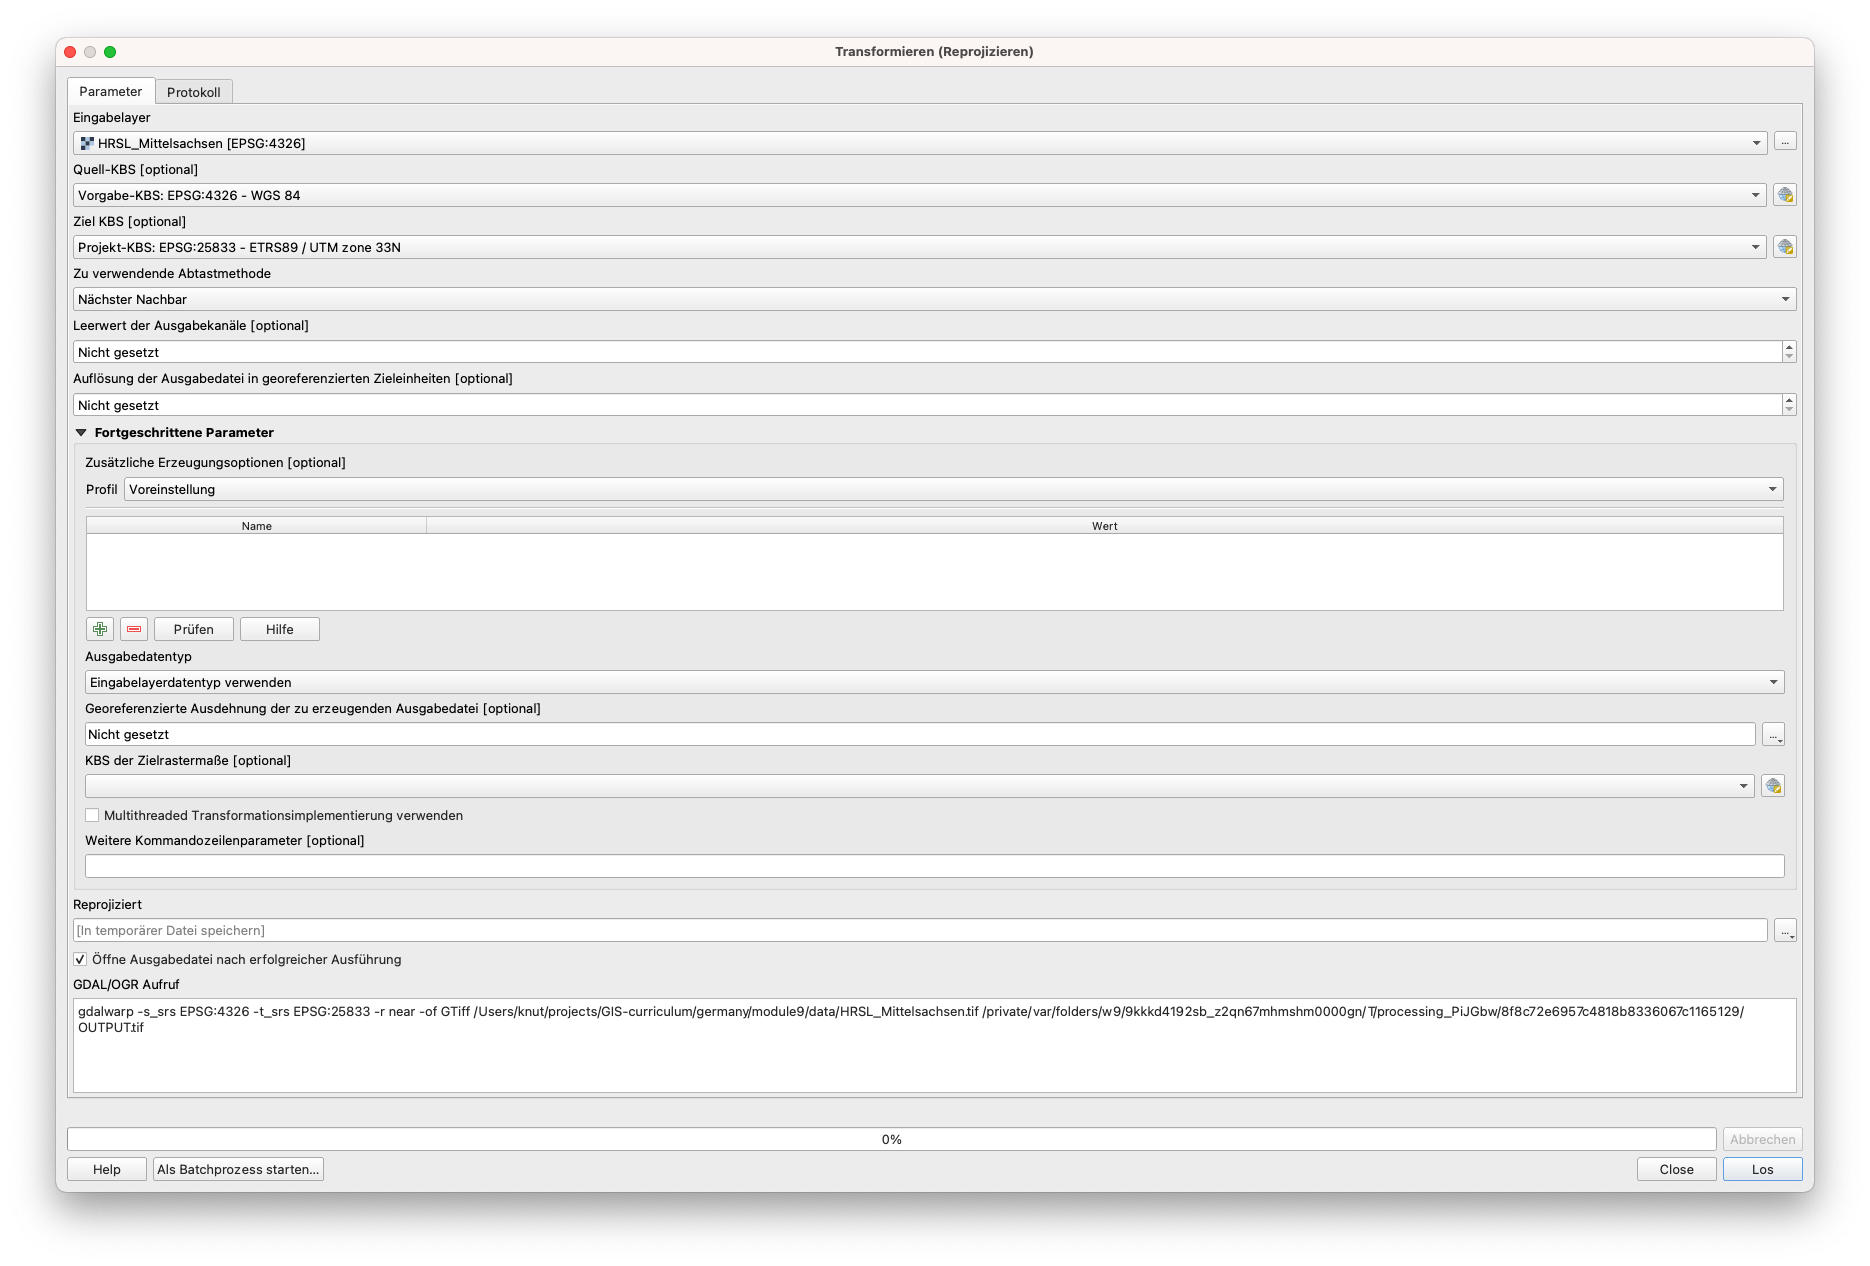 Transformieren (Reprojizieren)
Parameter
Protokoll
Eingabelayer
HRSL_Mittelsachsen [EPSG:4326]
...
Quell-KBS [optional]
Vorgabe-KBS: EPSG:4326 - WGS 84
Ziel KBS [optional]
Projekt-KBS: EPSG:25833 - ETRS89 / UTM zone 33N
Zu verwendende Abtastmethode
Nächster Nachbar
Leerwert der Ausgabekanäle [optional]
Nicht gesetzt
Auflösung der Ausgabedatei in georeferenzierten Zieleinheiten [optional]
Nicht gesetzt
Fortgeschrittene Parameter
Zusätzliche Erzeugungsoptionen [optional]
Profil Voreinstellung
Name Wert
Prüfen Hilfe
Ausgabedatentyp
Eingabelayerdatentyp verwenden
Georeferenzierte Ausdehnung der zu erzeugenden Ausgabedatei [optional]
Nicht gesetzt
...
KBS der Zielrastermaße [optional]
Multithreaded Transformationsimplementierung verwenden
Weitere Kommandozeilenparameter [optional]
Reprojiziert
[In temporärer Datei speichern]
...
Öffne Ausgabedatei nach erfolgreicher Ausführung
GDAL/OGR Aufruf
gdalwarp -s_srs EPSG:4326 -t_srs EPSG:25833 -r near -of GTiff /Users/knut/projects/GIS-curriculum/germany/module9/data/HRSL_Mittelsachsen.tif /private/var/folders/w9/9kkkd4192sb_z2qn67mhmshm0000gn/T/processing_PiJGbw/8f8c72e6957c4818b8336067c1165129/
OUTPUT.tif
0%
Abbrechen
Help Als Batchprozess starten... Close Los